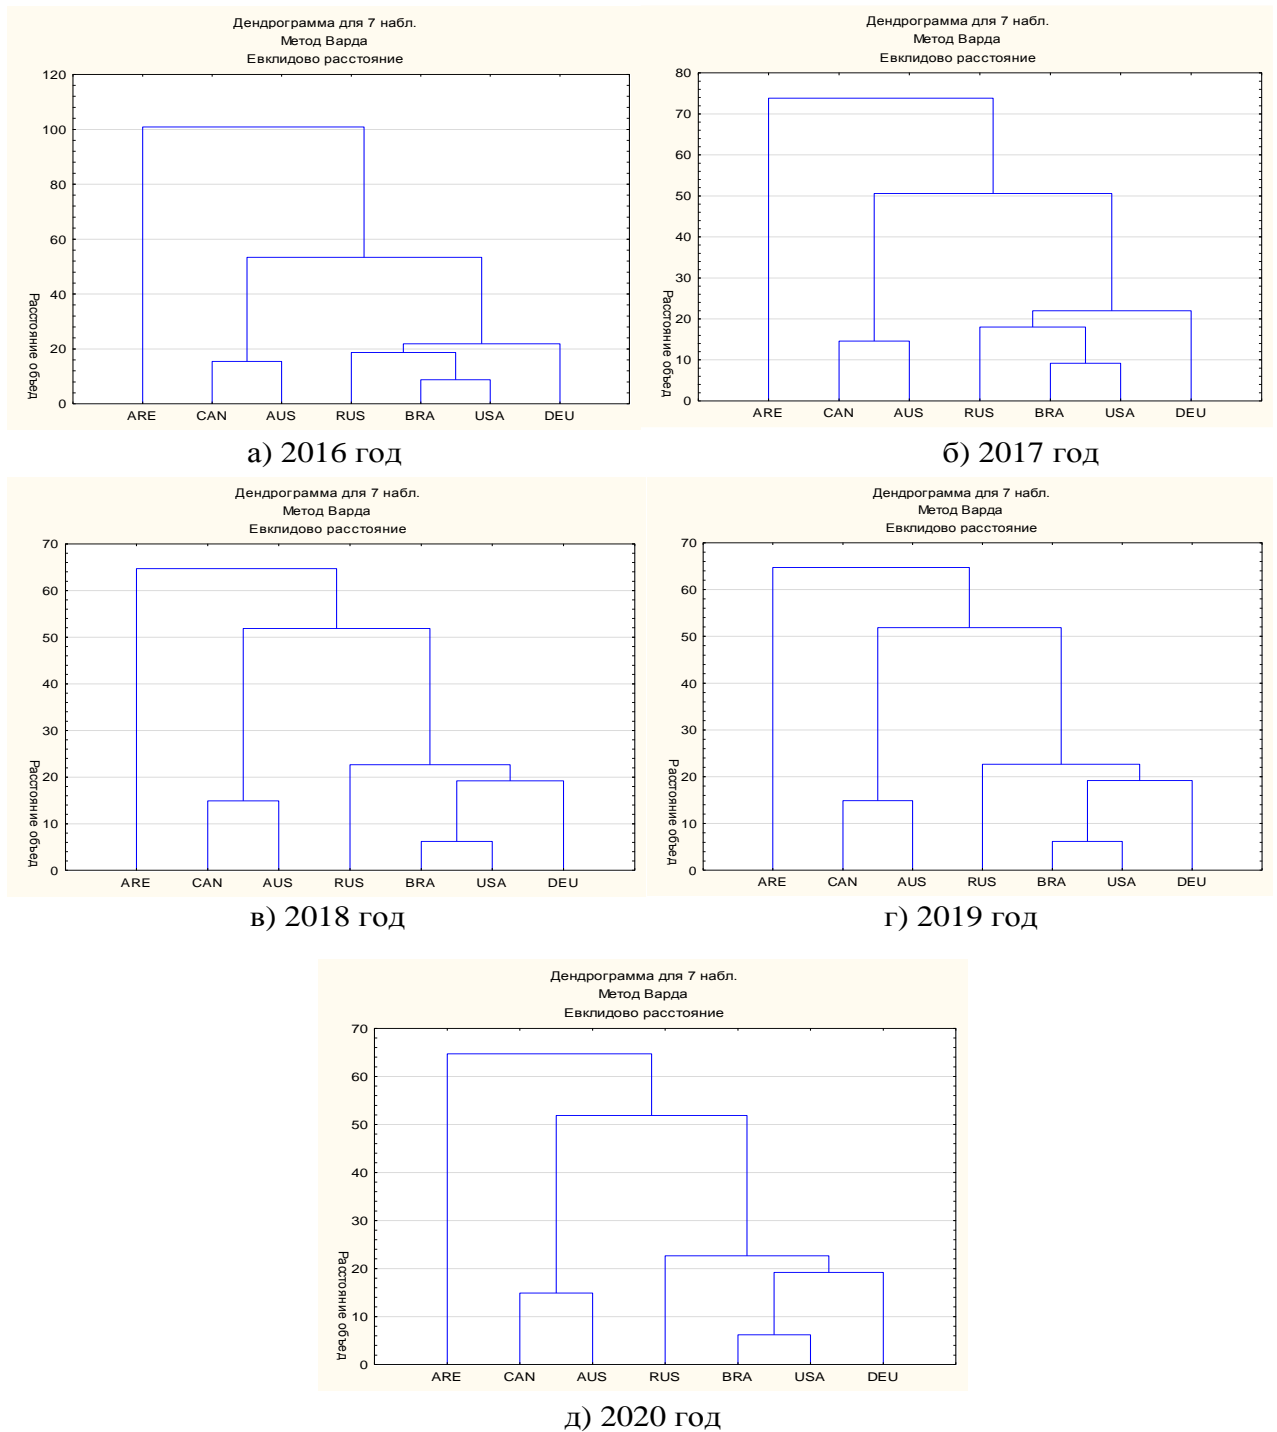 Дендрограмма для 7 набл.
Метод Варда
Евклидово расстояние
120
100
80
60
40
20
0
Расстояние объед
ARE CAN AUS RUS BRA USA DEU
а) 2016 год
Дендрограмма для 7 набл.
Метод Варда
Евклидово расстояние
80
70
60
50
40
30
20
10
0
Расстояние объед
ARE CAN AUS RUS BRA USA DEU
б) 2017 год
Дендрограмма для 7 набл.
Метод Варда
Евклидово расстояние
70
60
50
40
30
20
10
0
Расстояние объед
ARE CAN AUS RUS BRA USA DEU
в) 2018 год
Дендрограмма для 7 набл.
Метод Варда
Евклидово расстояние
70
60
50
40
30
20
10
0
Расстояние объед
ARE CAN AUS RUS BRA USA DEU
г) 2019 год
Дендрограмма для 7 набл.
Метод Варда
Евклидово расстояние
70
60
50
40
30
20
10
0
Расстояние объед
ARE CAN AUS RUS BRA USA DEU
д) 2020 год